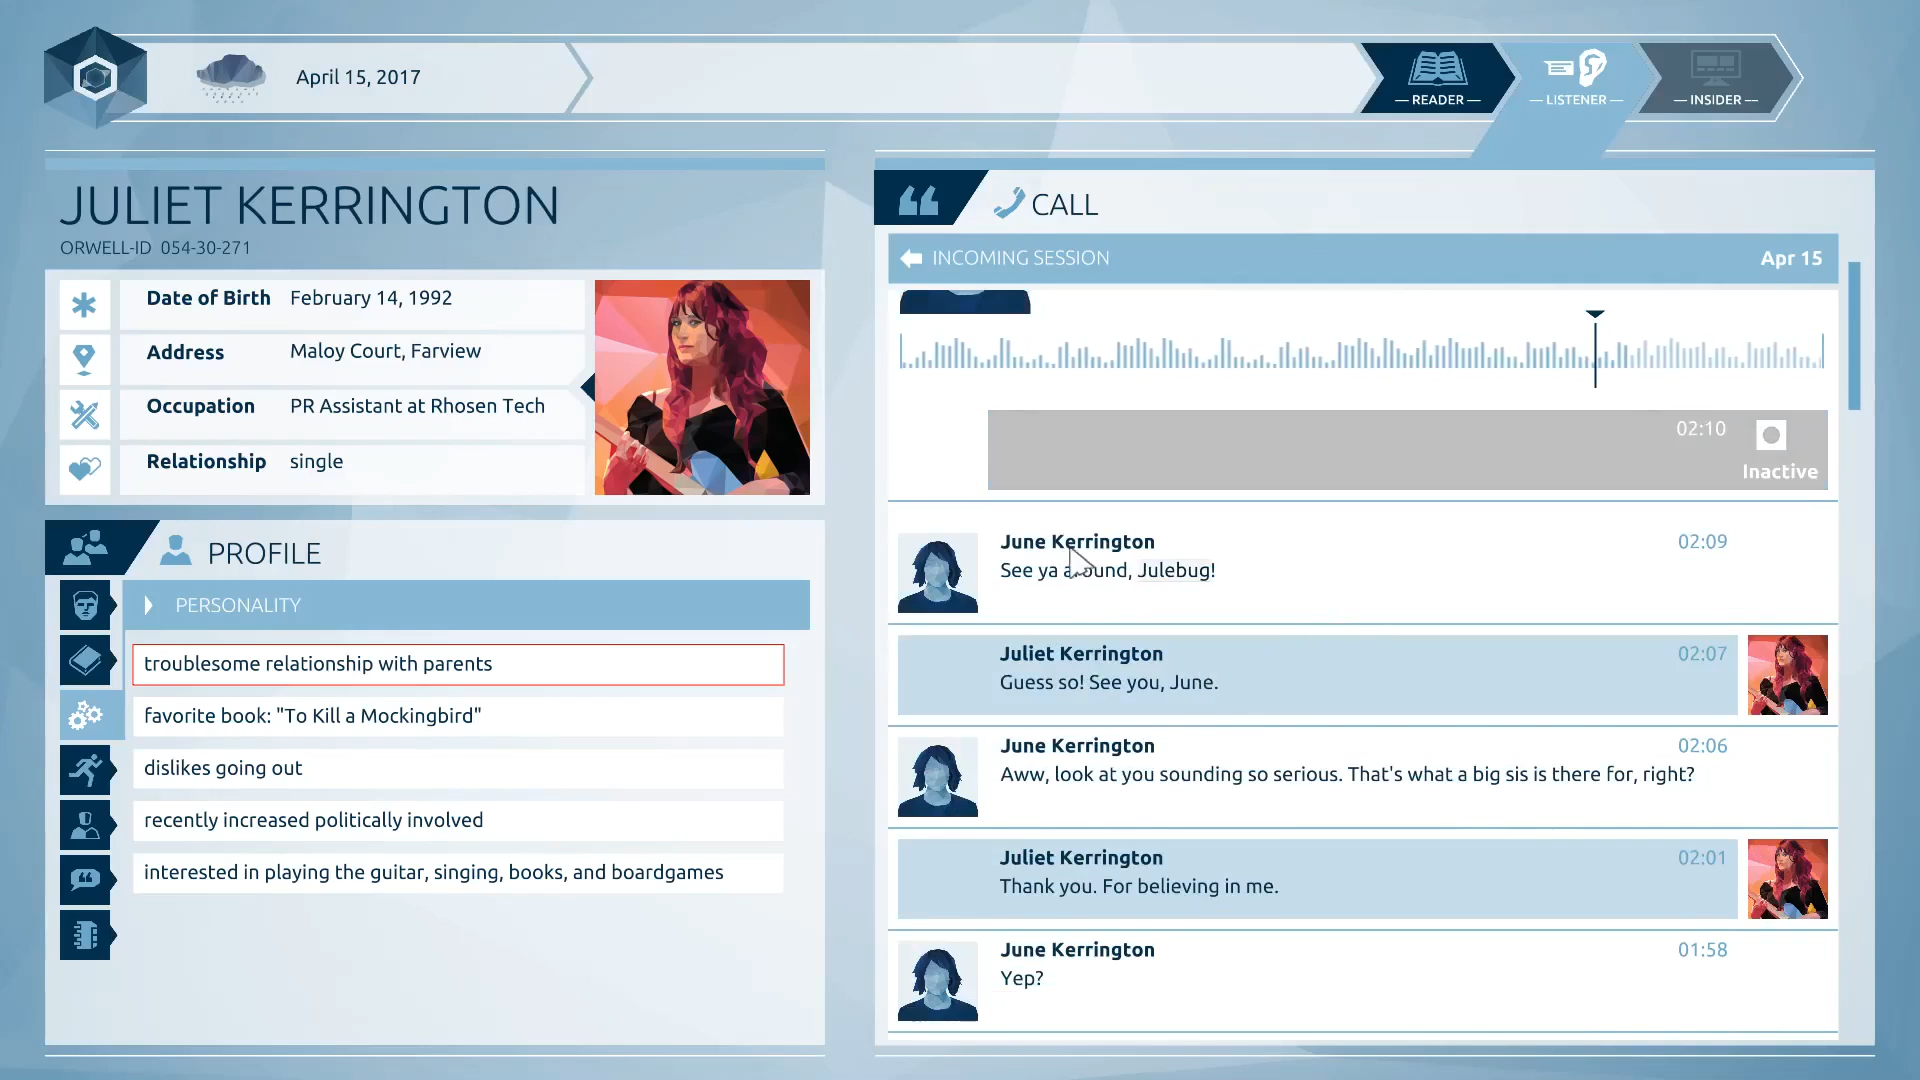 April 15, 2017
— READER —
— LISTENER —
— INSIDER —
JULIET KERRINGTON
ORWELL-ID 054-30-271
Date of Birth February 14, 1992
Address Maloy Court, Farview
Occupation PR Assistant at Rhosen Tech
Relationship single
PROFILE
PERSONALITY
troublesome relationship with parents
favorite book: "To Kill a Mockingbird"
dislikes going out
recently increased politically involved
interested in playing the guitar, singing, books, and boardgames
CALL
INCOMING SESSION Apr 15
02:10
Inactive
June Kerrington 02:09
See ya around, Julebug!
Juliet Kerrington 02:07
Guess so! See you, June.
June Kerrington 02:06
Aww, look at you sounding so serious. That's what a big sis is there for, right?
Juliet Kerrington 02:01
Thank you. For believing in me.
June Kerrington 01:58
Yep?